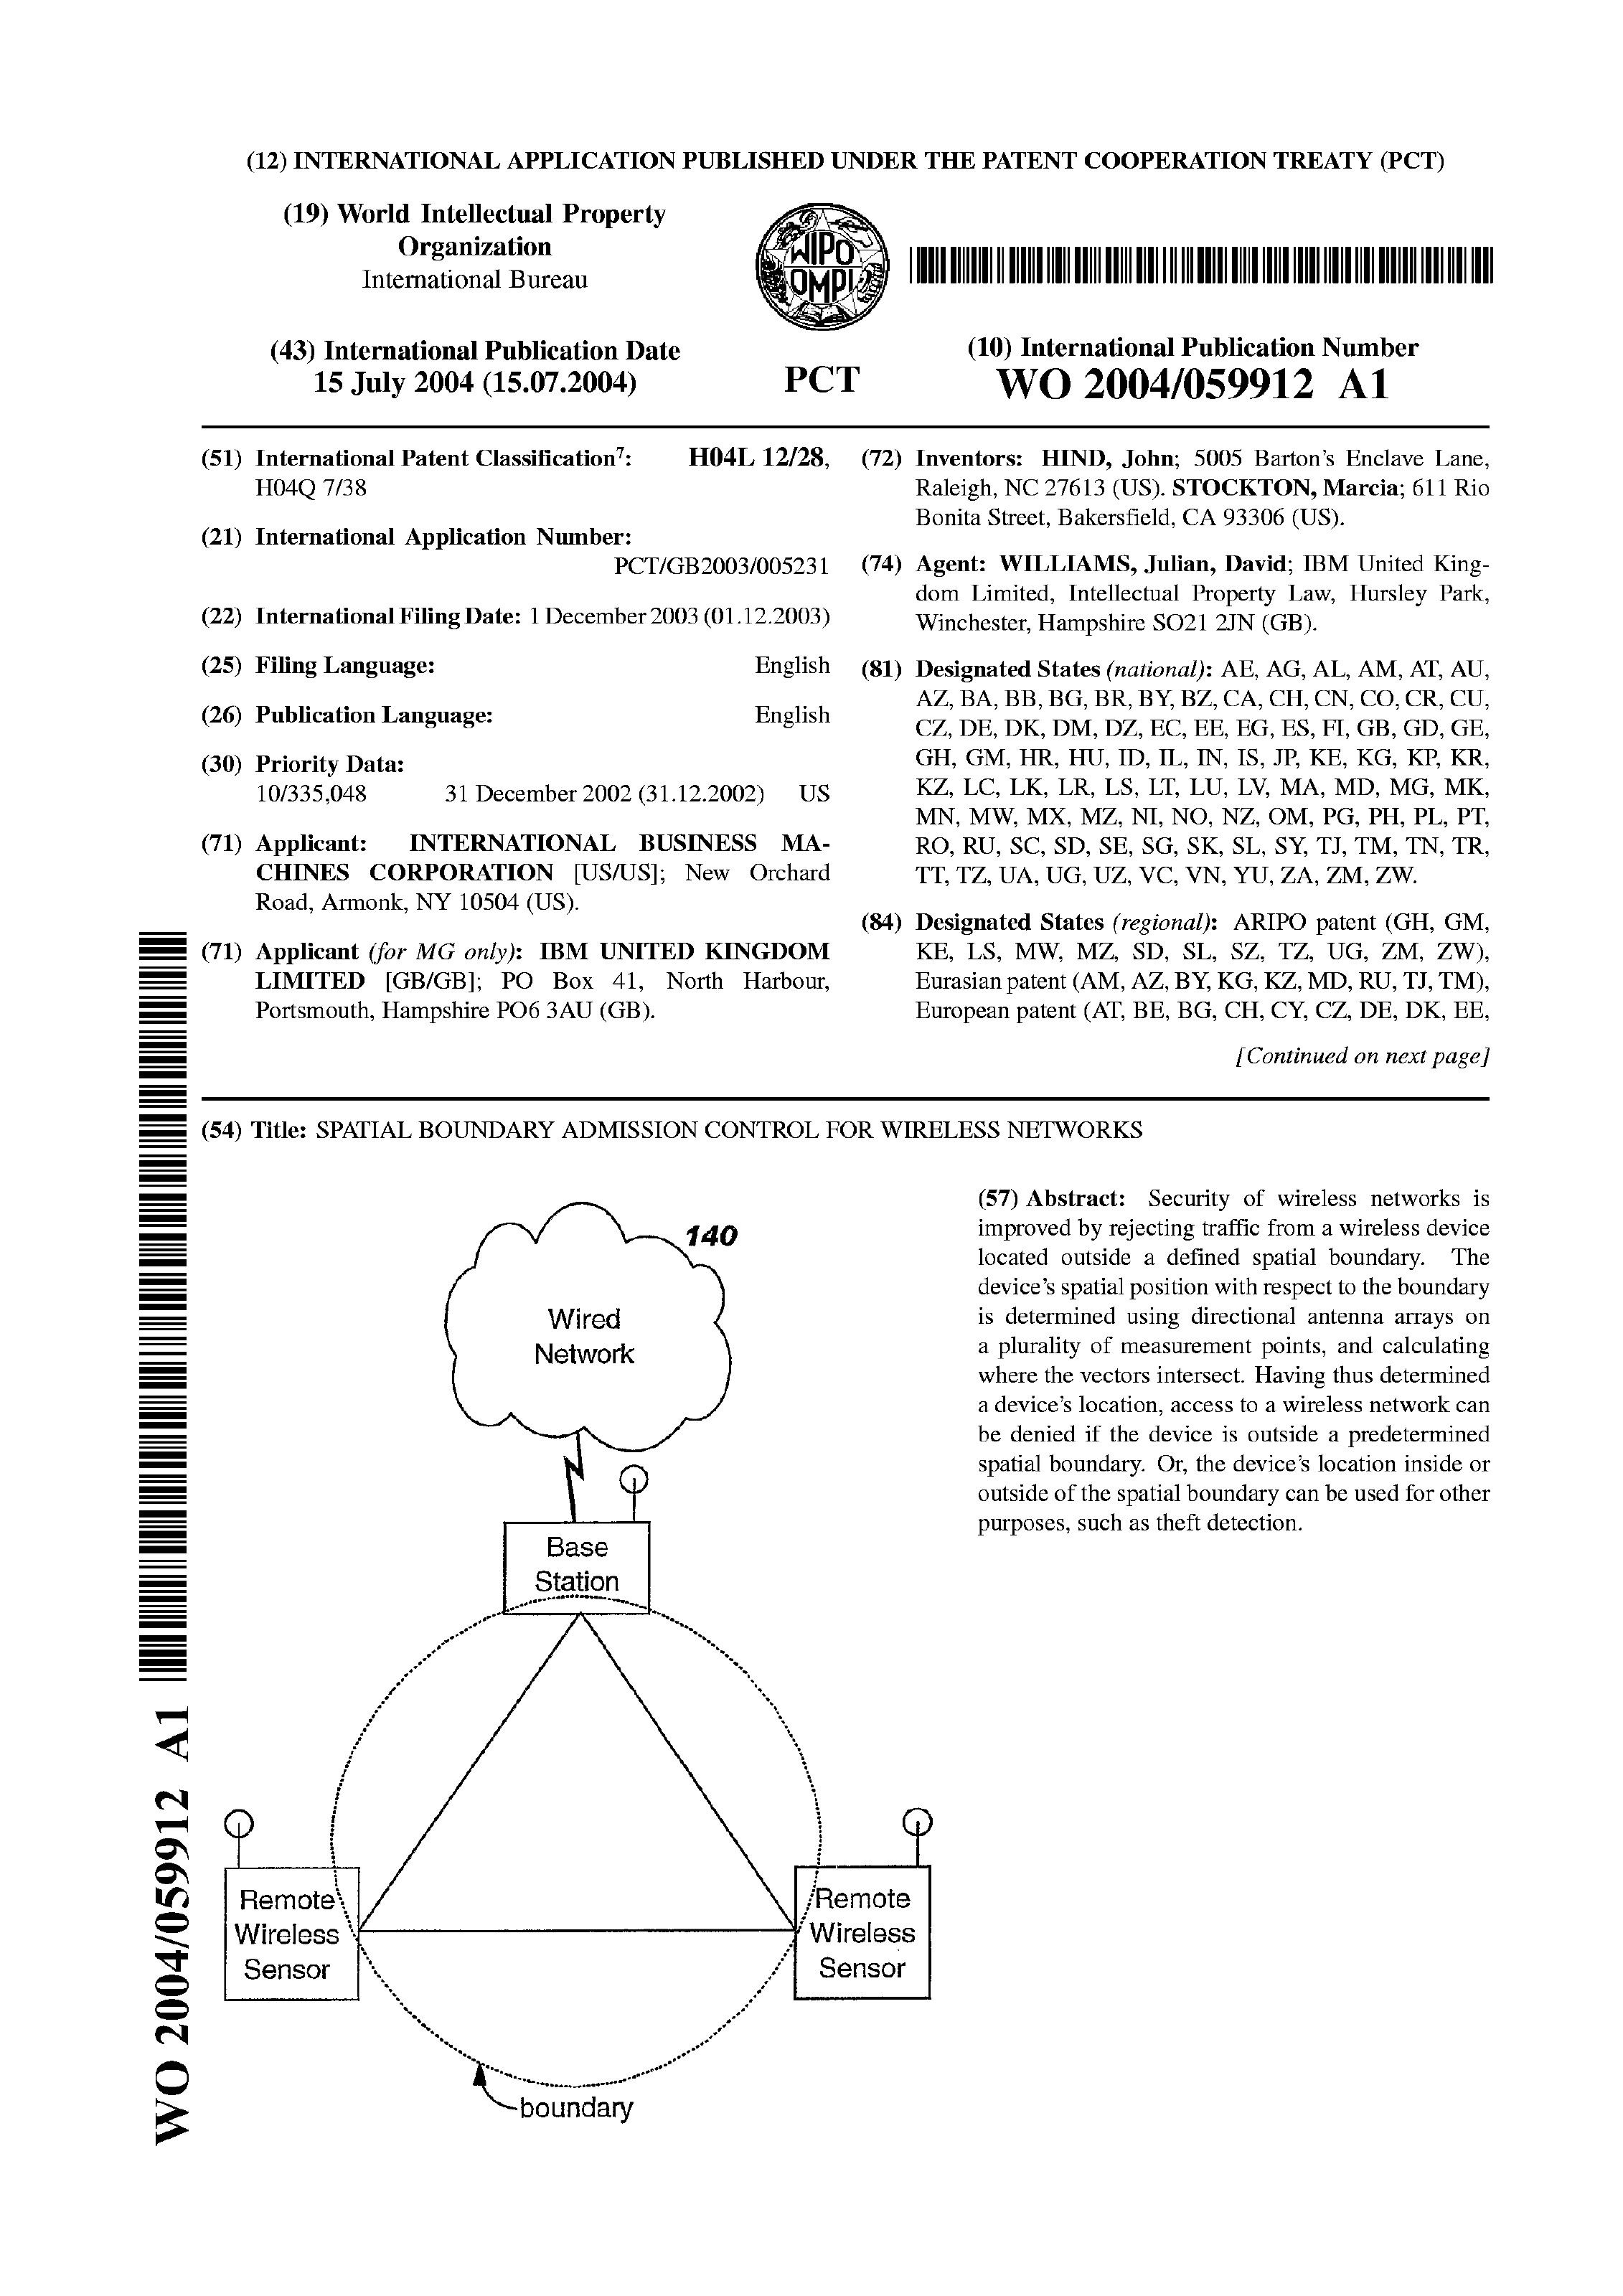 (12) INTERNATIONAL APPLICATION PUBLISHED UNDER THE PATENT COOPERATION TREATY (PCT)
(19) World Intellectual Property
Organization
International Bureau
WIPO
OMPI
(43) International Publication Date
15 July 2004 (15.07.2004)
PCT
(10) International Publication Number
WO 2004/059912 A1
(51) International Patent Classification7: H04L 12/28,
H04Q 7/38
(21) International Application Number:
PCT/GB2003/005231
(22) International Filing Date: 1 December 2003 (01.12.2003)
(25) Filing Language: English
(26) Publication Language: English
(30) Priority Data:
10/335,048 31 December 2002 (31.12.2002) US
(71) Applicant: INTERNATIONAL BUSINESS MA-
CHINES CORPORATION [US/US]; New Orchard
Road, Armonk, NY 10504 (US).
(71) Applicant (for MG only): IBM UNITED KINGDOM
LIMITED [GB/GB]; PO Box 41, North Harbour,
Portsmouth, Hampshire PO6 3AU (GB).
(72) Inventors: HIND, John; 5005 Barton's Enclave Lane,
Raleigh, NC 27613 (US). STOCKTON, Marcia; 611 Rio
Bonita Street, Bakersfield, CA 93306 (US).
(74) Agent: WILLIAMS, Julian, David; IBM United King-
dom Limited, Intellectual Property Law, Hursley Park,
Winchester, Hampshire SO21 2JN (GB).
(81) Designated States (national): AE, AG, AL, AM, AT, AU,
AZ, BA, BB, BG, BR, BY, BZ, CA, CH, CN, CO, CR, CU,
CZ, DE, DK, DM, DZ, EC, EE, EG, ES, FI, GB, GD, GE,
GH, GM, HR, HU, ID, IL, IN, IS, JP, KE, KG, KP, KR,
KZ, LC, LK, LR, LS, LT, LU, LV, MA, MD, MG, MK,
MN, MW, MX, MZ, NI, NO, NZ, OM, PG, PH, PL, PT,
RO, RU, SC, SD, SE, SG, SK, SL, SY, TJ, TM, TN, TR,
TT, TZ, UA, UG, UZ, VC, VN, YU, ZA, ZM, ZW.
(84) Designated States (regional): ARIPO patent (GH, GM,
KE, LS, MW, MZ, SD, SL, SZ, TZ, UG, ZM, ZW),
Eurasian patent (AM, AZ, BY, KG, KZ, MD, RU, TJ, TM),
European patent (AT, BE, BG, CH, CY, CZ, DE, DK, EE,
[Continued on next page]
(54) Title: SPATIAL BOUNDARY ADMISSION CONTROL FOR WIRELESS NETWORKS
140
Wired
Network
Base
Station
Remote
Wireless
Sensor
Remote
Wireless
Sensor
boundary
(57) Abstract: Security of wireless networks is
improved by rejecting traffic from a wireless device
located outside a defined spatial boundary. The
device's spatial position with respect to the boundary
is determined using directional antenna arrays on
a plurality of measurement points, and calculating
where the vectors intersect. Having thus determined
a device's location, access to a wireless network can
be denied if the device is outside a predetermined
spatial boundary. Or, the device's location inside or
outside of the spatial boundary can be used for other
purposes, such as theft detection.
WO 2004/059912 A1